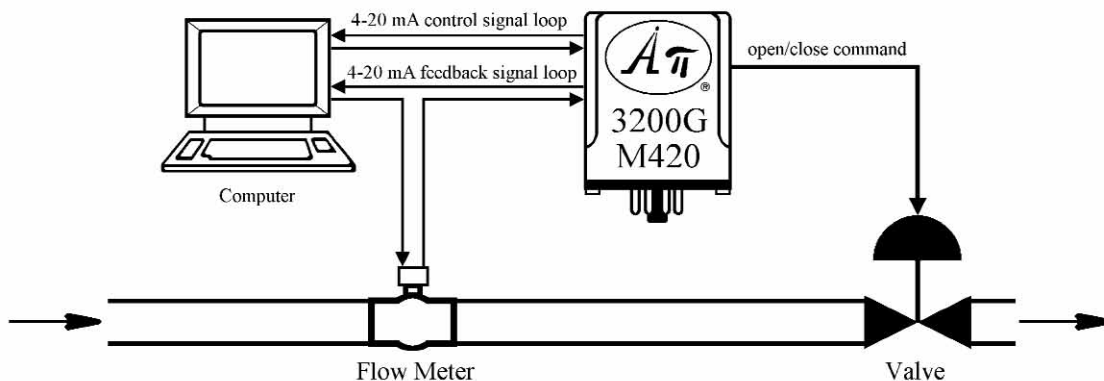 4-20 mA control signal loop
4-20 mA feedback signal loop
open/close command
Aπ
®
3200G
M420
Computer
Flow Meter
Valve